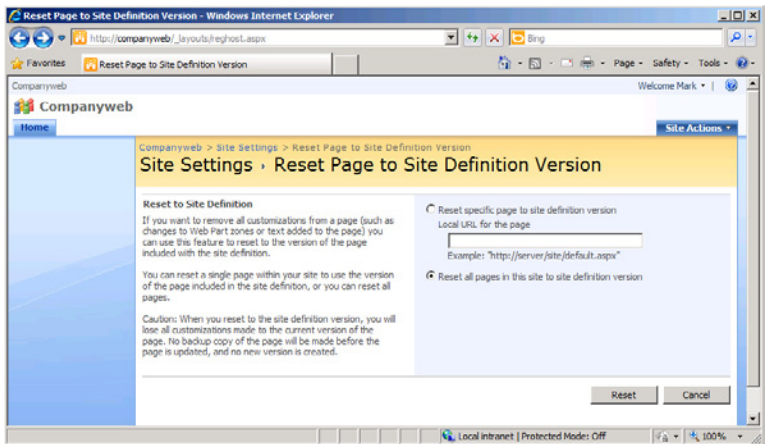 Reset Page to Site Definition Version - Windows Internet Explorer
http://companyweb/_layouts/reghost.aspx
Bing
Favorites
Reset Page to Site Definition Version
Page
Safety
Tools
Companyweb
Welcome Mark
Companyweb
Home
Site Actions
Companyweb > Site Settings > Reset Page to Site Definition Version
Site Settings › Reset Page to Site Definition Version
Reset to Site Definition
If you want to remove all customizations from a page (such as
changes to Web Part zones or text added to the page) you
can use this feature to reset to the version of the page
included with the site definition.
You can reset a single page within your site to use the version
of the page included in the site definition, or you can reset all
pages.
Caution: When you reset to the site definition version, you will
lose all customizations made to the current version of the
page. No backup copy of the page will be made before the
page is updated, and no new version is created.
Reset specific page to site definition version
Local URL for the page
Example: "http://server/site/default.aspx"
Reset all pages in this site to site definition version
Reset
Cancel
Local intranet | Protected Mode: Off
100%